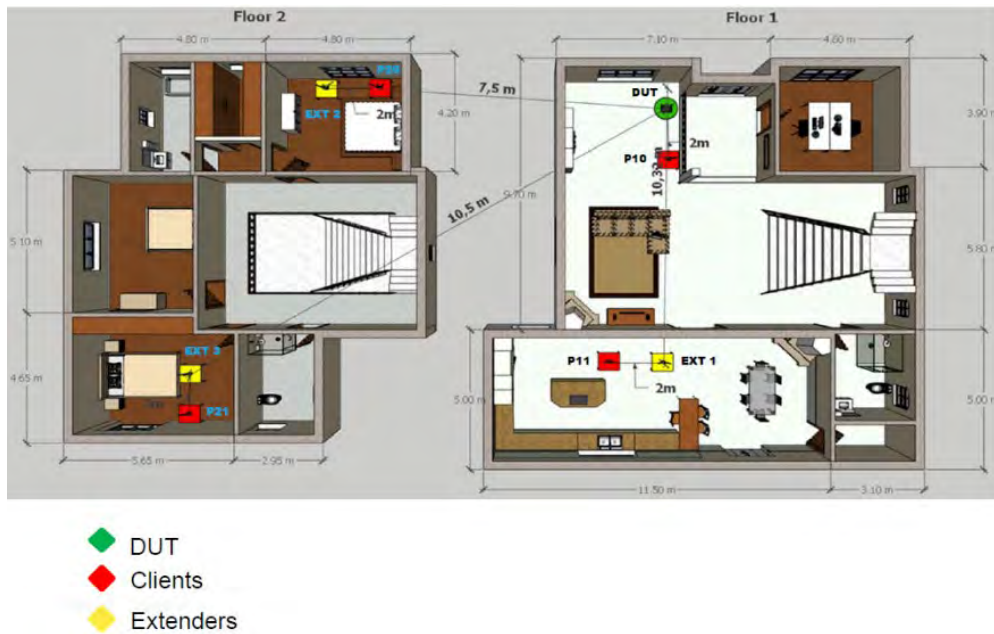 Floor 2
Floor 1
4.80 m
4.80 m
7.10 m
4.60 m
P20
7,5 m
DUT
EXT 2
2m
4.20 m
3.90 m
P10
2m
9.70 m
10,5 m
5.10 m
5.80 m
EXT 3
P11
EXT 1
2m
P21
4.65 m
5.00 m
5.00 m
2.95 m
11.50 m
3.10 m
DUT
Clients
Extenders